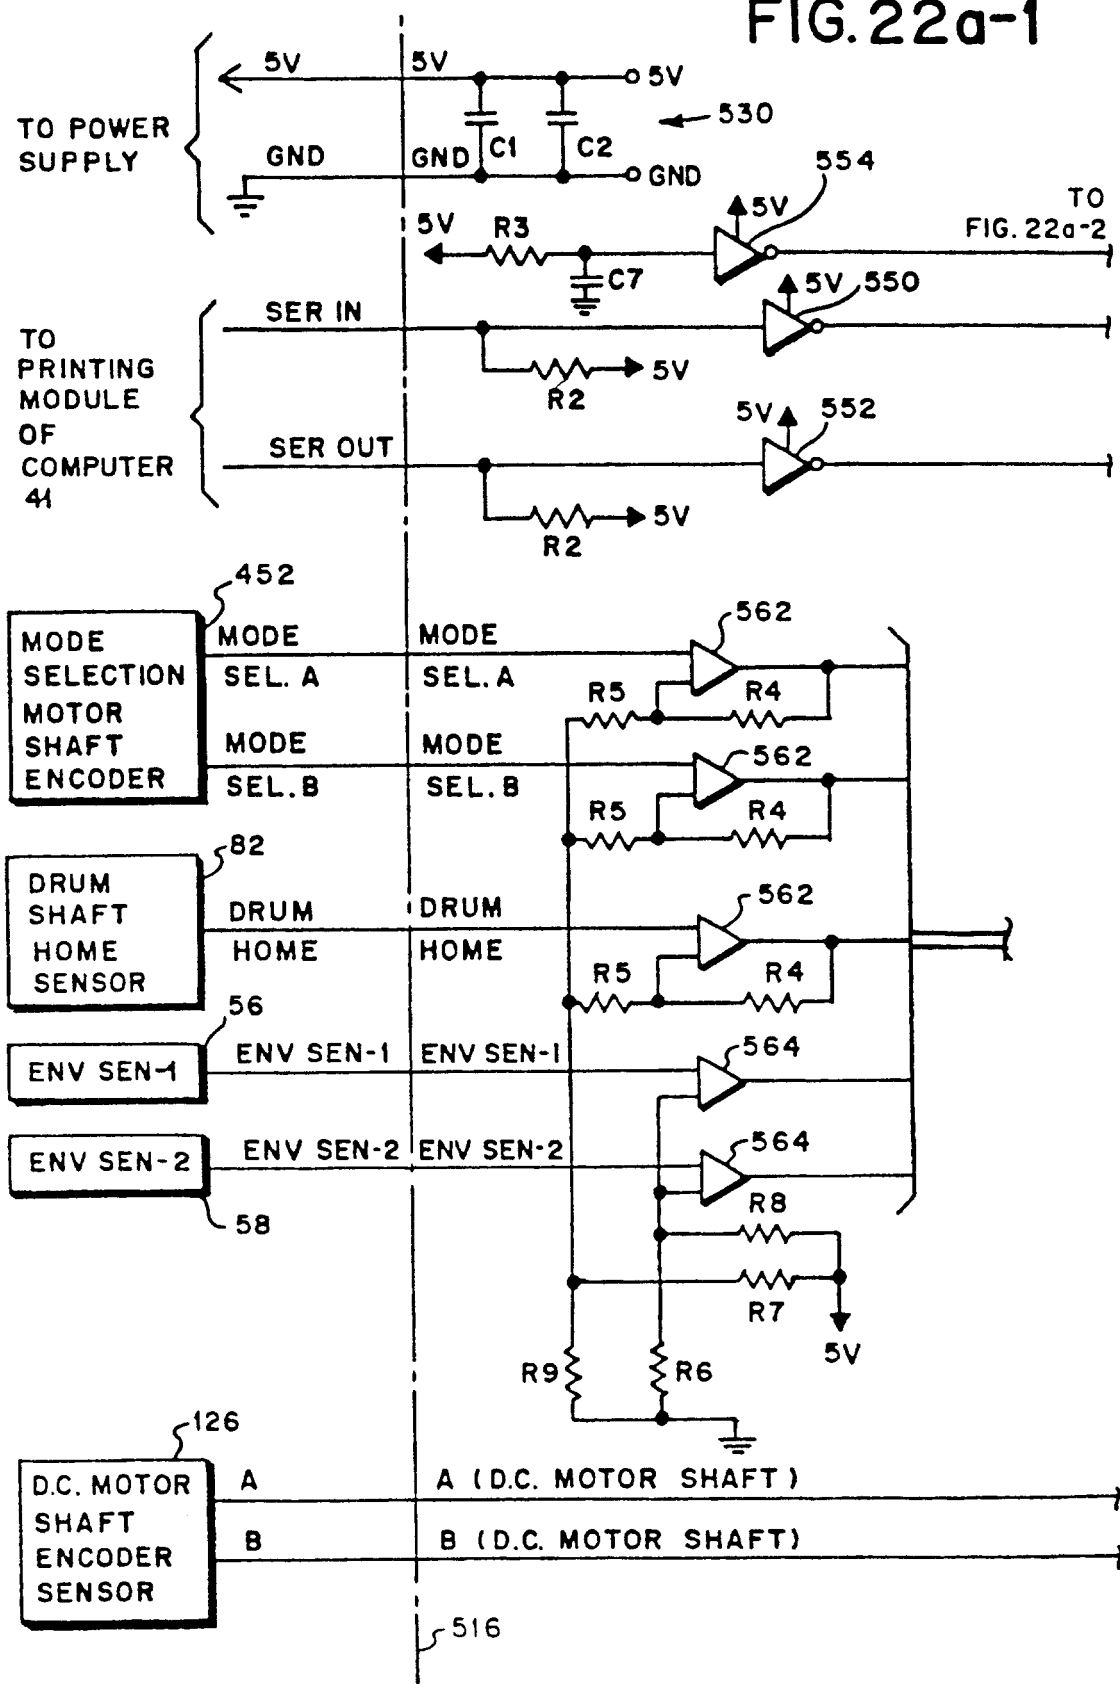 FIG. 22a-1
5V 5V 5V
530
TO POWER
SUPPLY
C1 C2
GND GND GND
554
5V R3 5V
TO
FIG. 22a-2
C7
5V 550
SER IN
TO
PRINTING
MODULE
OF
COMPUTER
41
R2 5V
5V 552
SER OUT
R2 5V
452
MODE
SELECTION
MOTOR
SHAFT
ENCODER
MODE MODE
SEL. A SEL. A
562
R5 R4
MODE MODE
SEL. B SEL. B
562
R5 R4
82
DRUM
SHAFT
HOME
SENSOR
DRUM DRUM
HOME HOME
562
R5 R4
56
ENV SEN-1
ENV SEN-1 ENV SEN-1
564
ENV SEN-2
ENV SEN-2 ENV SEN-2
564
58
R8
R7
5V
R9 R6
126
D.C. MOTOR
SHAFT
ENCODER
SENSOR
A A (D.C. MOTOR SHAFT)
B B (D.C. MOTOR SHAFT)
516